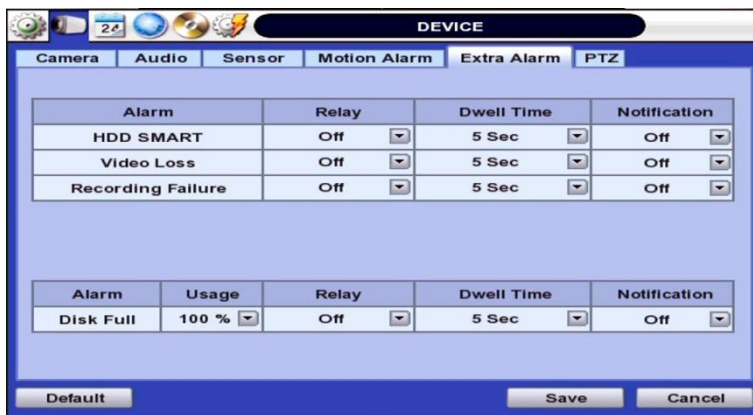 24
DEVICE
Camera Audio Sensor Motion Alarm Extra Alarm PTZ
Alarm Relay Dwell Time Notification
HDD SMART Off 5 Sec Off
Video Loss Off 5 Sec Off
Recording Failure Off 5 Sec Off
Alarm Usage Relay Dwell Time Notification
Disk Full 100 % Off 5 Sec Off
Default Save Cancel